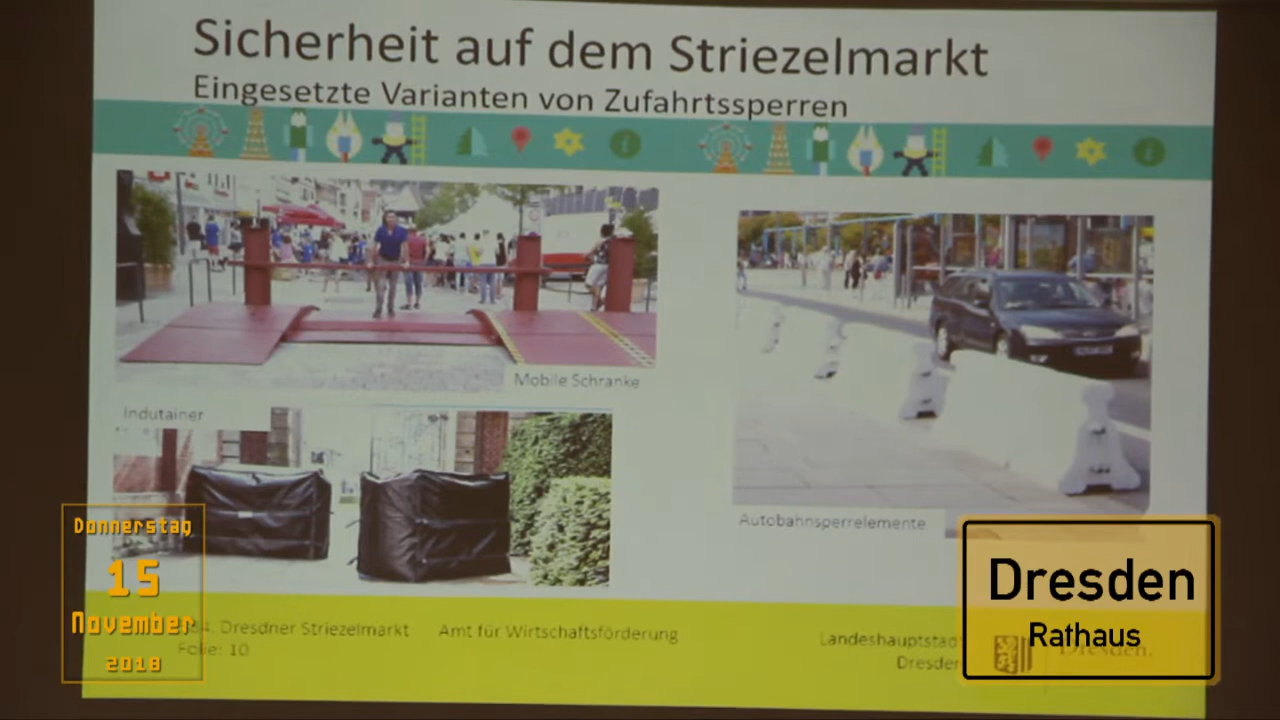 Sicherheit auf dem Striezelmarkt
Eingesetzte Varianten von Zufahrtssperren
Mobile Schranke
Indutainer
Autobahnsperrelemente
Donnerstag
15
November
2018
Dresden
Rathaus
Dresdner Striezelmarkt
Amt für Wirtschaftsförderung
Folie: 10
Landeshauptstadt
Dresden
Dresden.